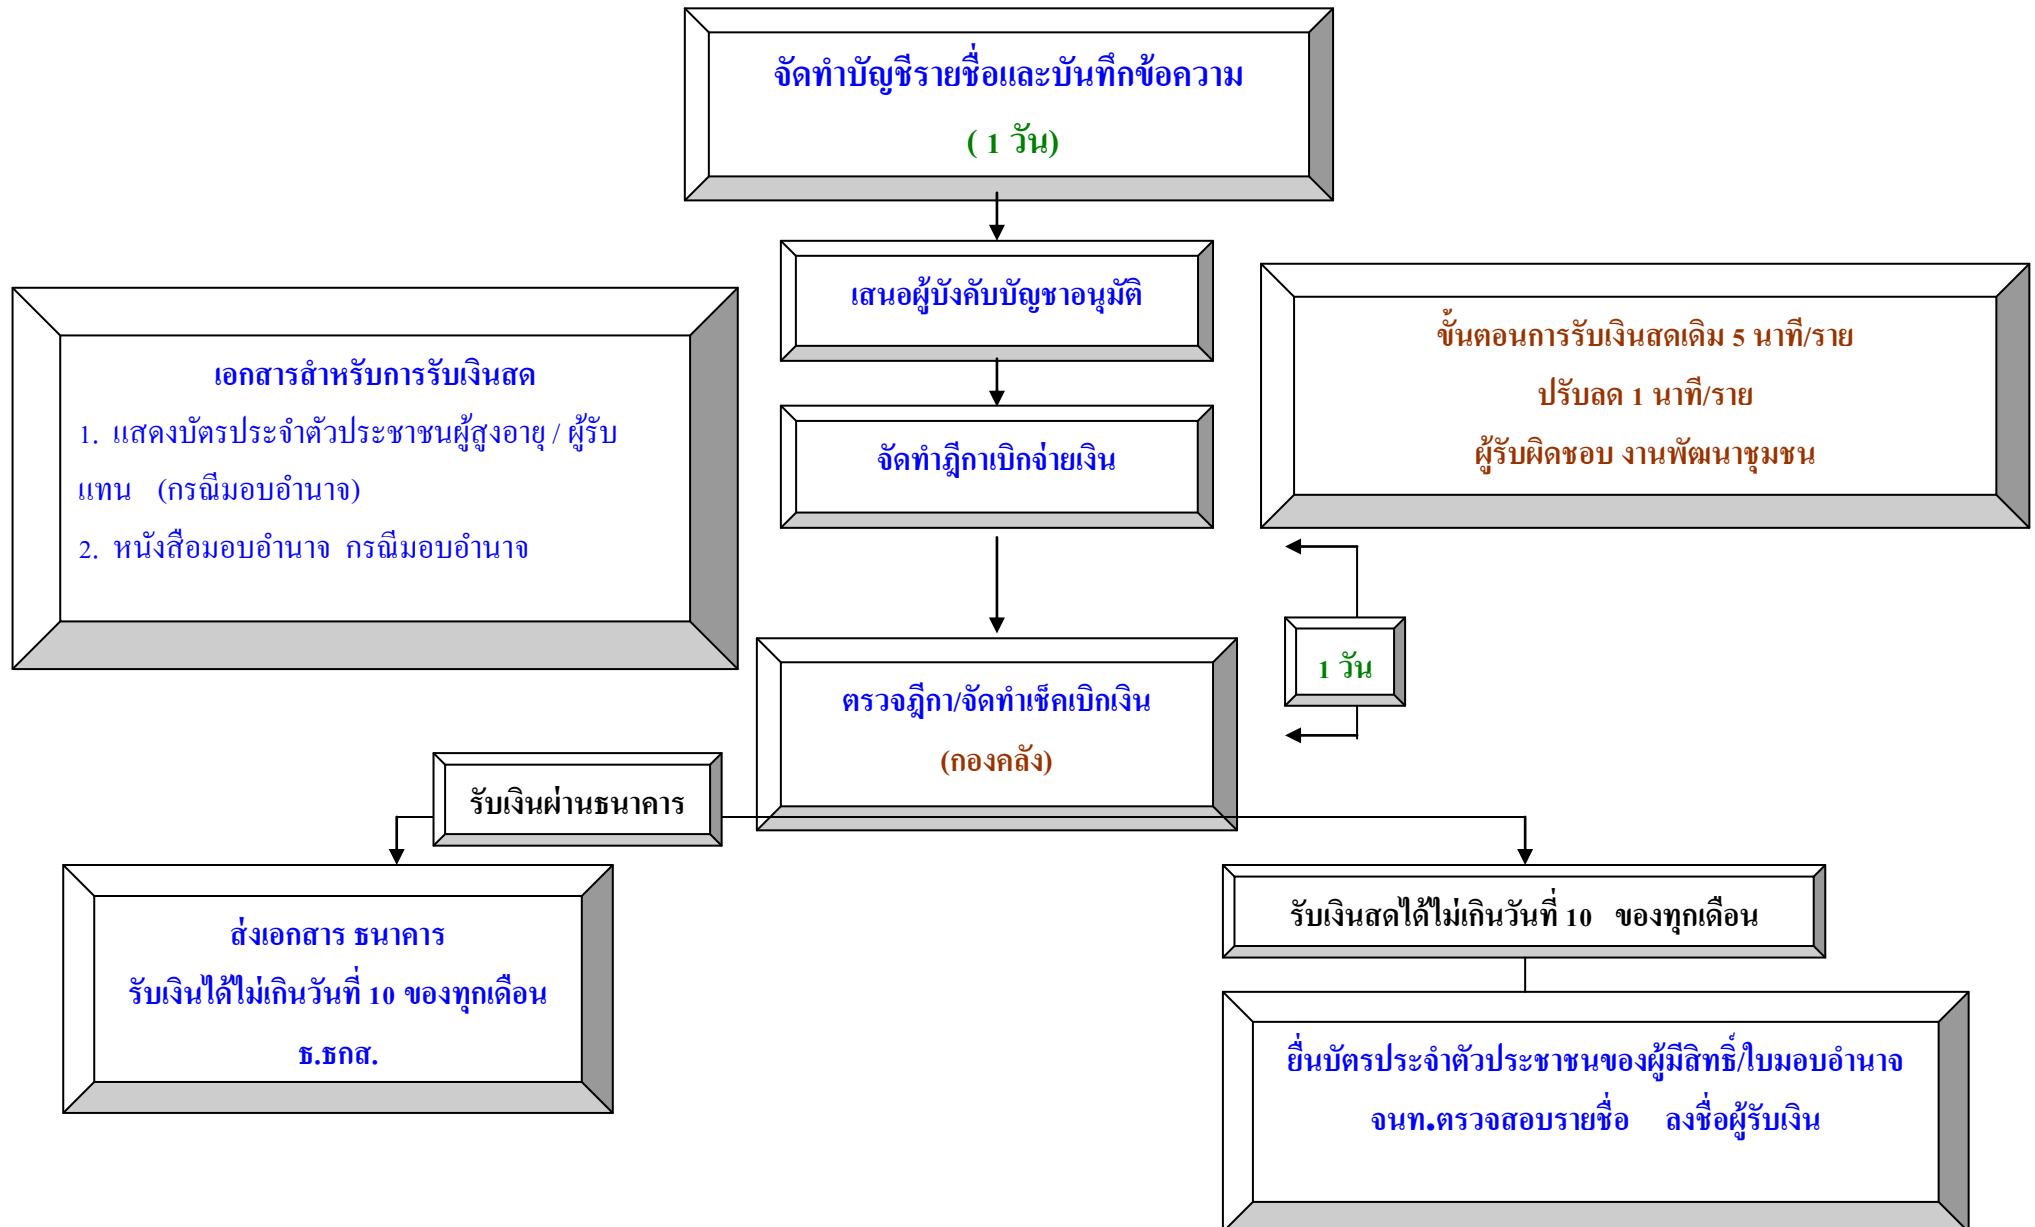 จัดทำบัญชีรายชื่อและบันทึกข้อความ
( 1 วัน)
เสนอผู้บังคับบัญชาอนุมัติ
จัดทำฎีกาเบิกจ่ายเงิน
เอกสารสำหรับการรับเงินสด
1. แสดงบัตรประจำตัวประชาชนผู้สูงอายุ / ผู้รับ
แทน (กรณีมอบอำนาจ)
2. หนังสือมอบอำนาจ กรณีมอบอำนาจ
ขั้นตอนการรับเงินสดเดิม 5 นาที/ราย
ปรับลด 1 นาที/ราย
ผู้รับผิดชอบ งานพัฒนาชุมชน
1 วัน
ตรวจฎีกา/จัดทำเช็คเบิกเงิน
(กองคลัง)
รับเงินผ่านธนาคาร
ส่งเอกสาร ธนาคาร
รับเงินได้ไม่เกินวันที่ 10 ของทุกเดือน
ธ.ธกส.
รับเงินสดได้ไม่เกินวันที่ 10 ของทุกเดือน
ยื่นบัตรประจำตัวประชาชนของผู้มีสิทธิ์/ใบมอบอำนาจ
จนท.ตรวจสอบรายชื่อ ลงชื่อผู้รับเงิน